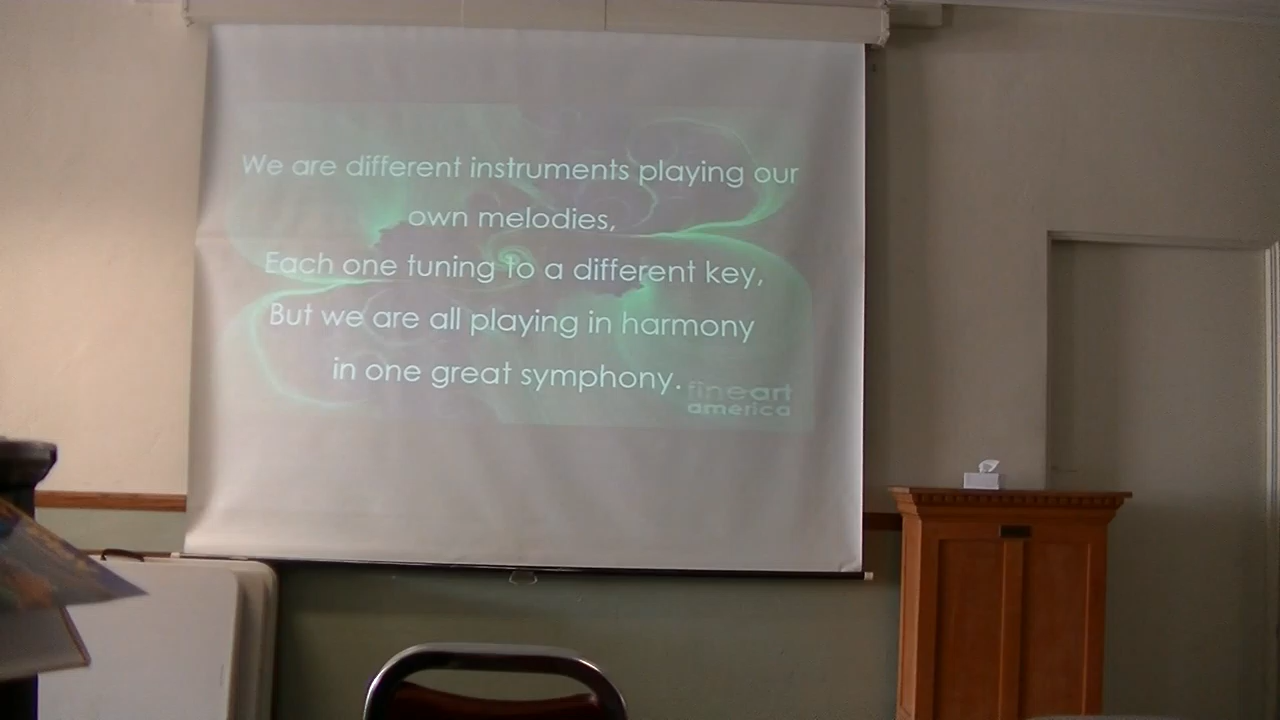 We are different instruments playing our
own melodies,
Each one tuning to a different key,
But we are all playing in harmony
in one great symphony.
fineart
america